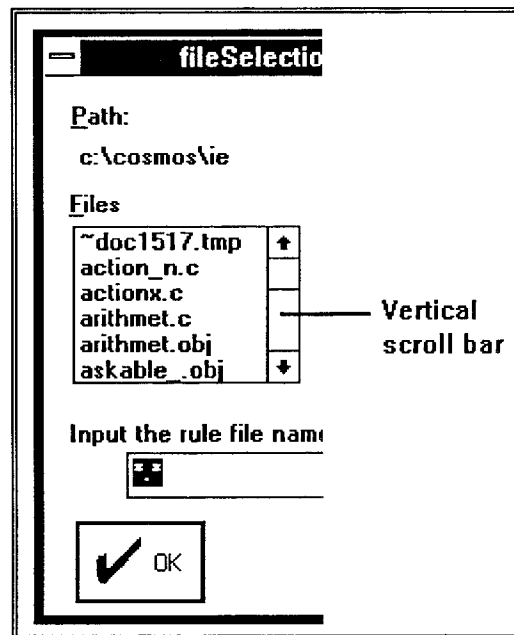 fileSelectio
Path:
c:\cosmos\ie
Files
~doc1517.tmp
action_n.c
actionx.c
arithmet.c
arithmet.obj
askable_.obj
Vertical
scroll bar
Input the rule file name
*.*
OK